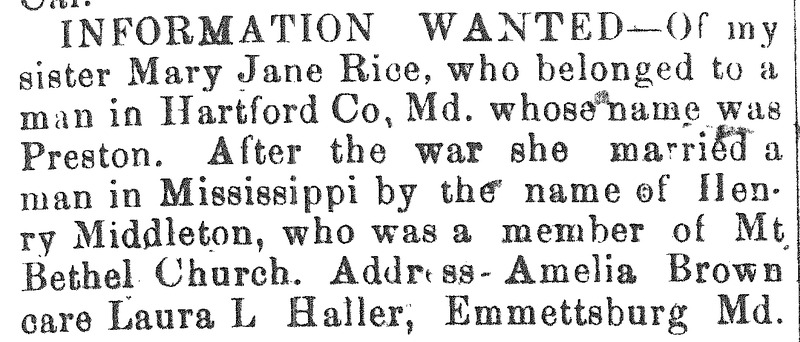 INFORMATION WANTED—Of my
sister Mary Jane Rice, who belonged to a
man in Hartford Co, Md. whose name was
Preston. After the war she married a
man in Mississippi by the name of Hen-
ry Middleton, who was a member of Mt
Bethel Church. Address- Amelia Brown
care Laura L Haller, Emmettsburg Md.